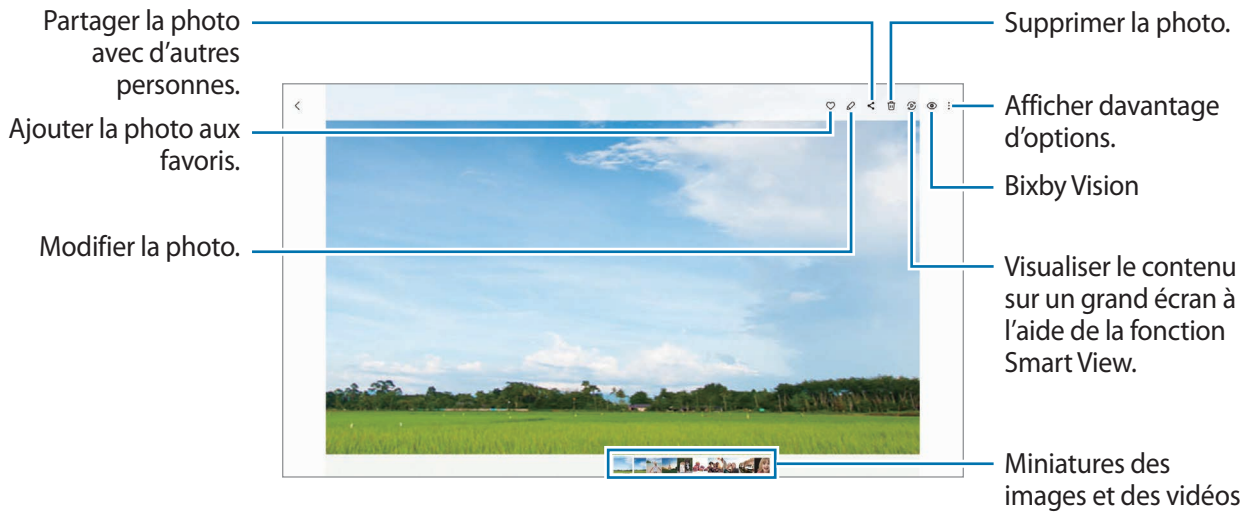 Partager la photo
avec d'autres
personnes.
Ajouter la photo aux
favoris.
Modifier la photo.
Supprimer la photo.
Afficher davantage
d'options.
Bixby Vision
Visualiser le contenu
sur un grand écran à
l'aide de la fonction
Smart View.
Miniatures des
images et des vidéos